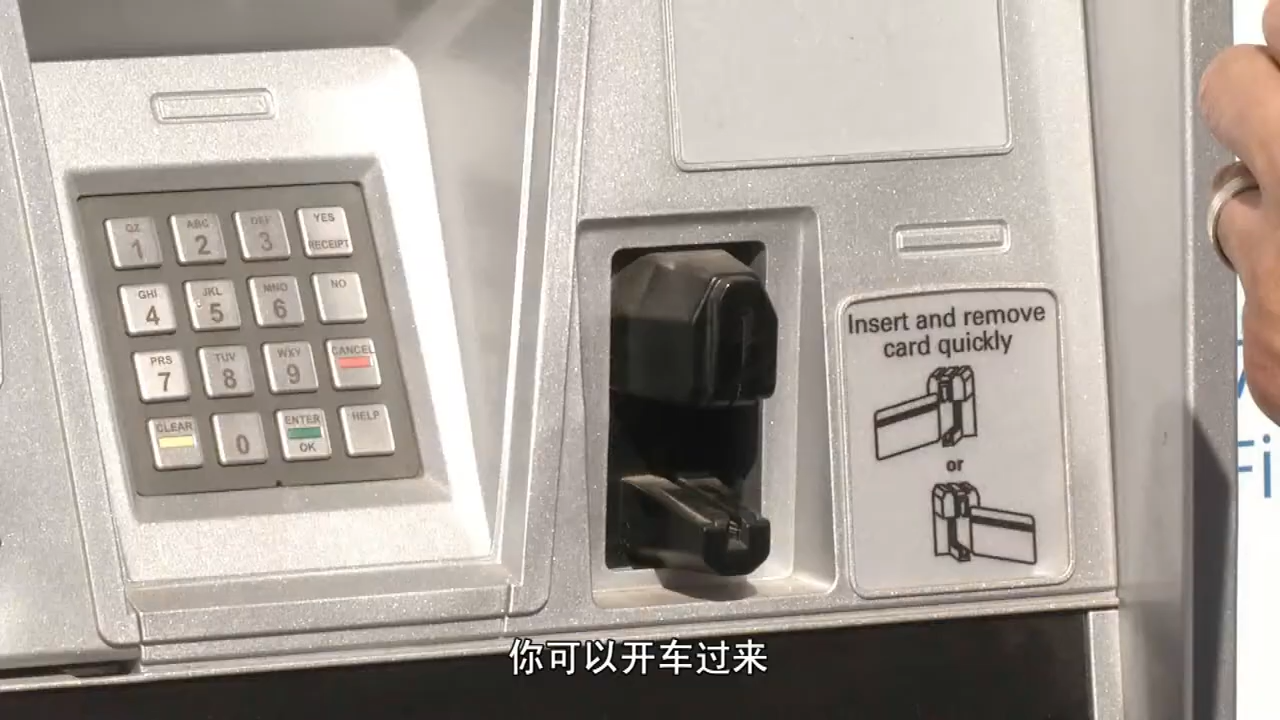 QZ ABC DEF YES
1 2 3 RECEIPT
GHI JKL MNO NO
4 5 6
PRS TUV WXY CANCEL
7 8 9
CLEAR ENTER HELP
0 OK
Insert and remove
card quickly
or
Fi
你可以开车过来